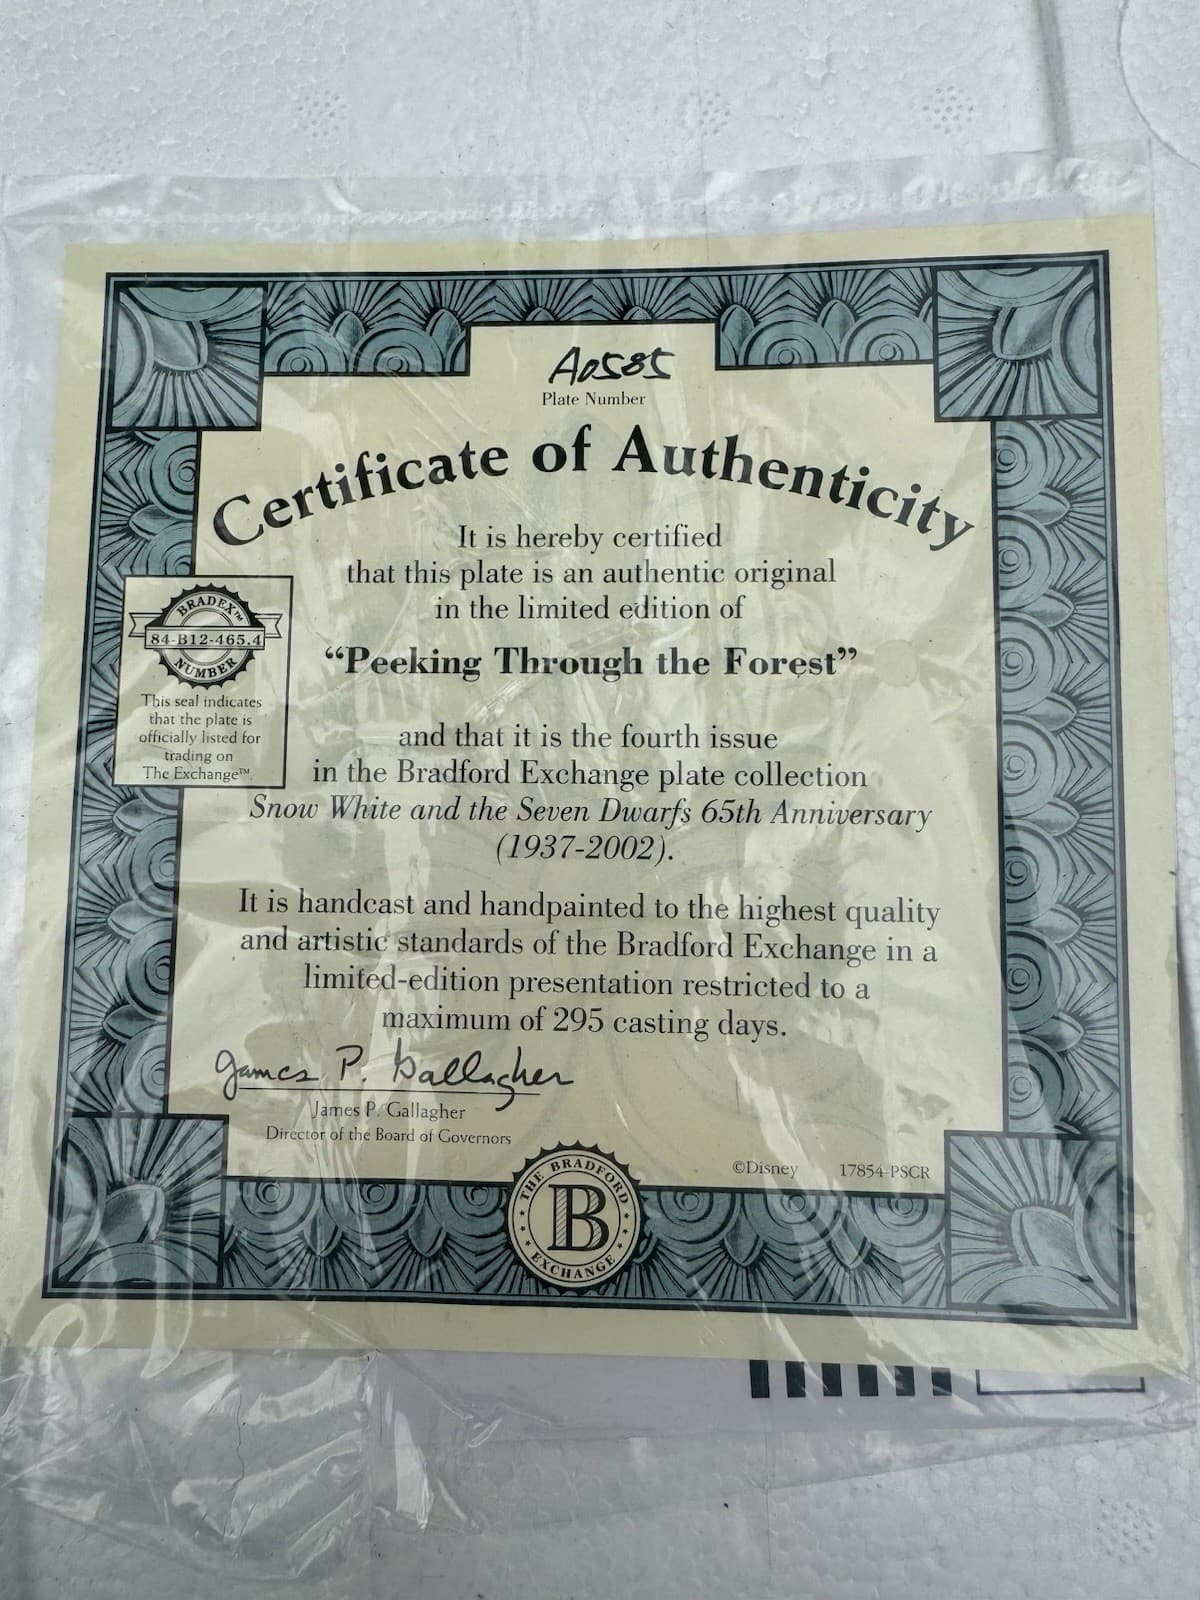 A0585
Plate Number
Certificate of Authenticity
It is hereby certified
that this plate is an authentic original
in the limited edition of
“Peeking Through the Forest”
BRADEX™
84-B12-465.4
NUMBER
This seal indicates
that the plate is
officially listed for
trading on
The Exchange™.
and that it is the fourth issue
in the Bradford Exchange plate collection
Snow White and the Seven Dwarfs 65th Anniversary
(1937-2002).
It is handcast and handpainted to the highest quality
and artistic standards of the Bradford Exchange in a
limited-edition presentation restricted to a
maximum of 295 casting days.
James P. Gallagher
James P. Gallagher
Director of the Board of Governors
©Disney 17854-PSCR
THE BRADFORD
B
EXCHANGE